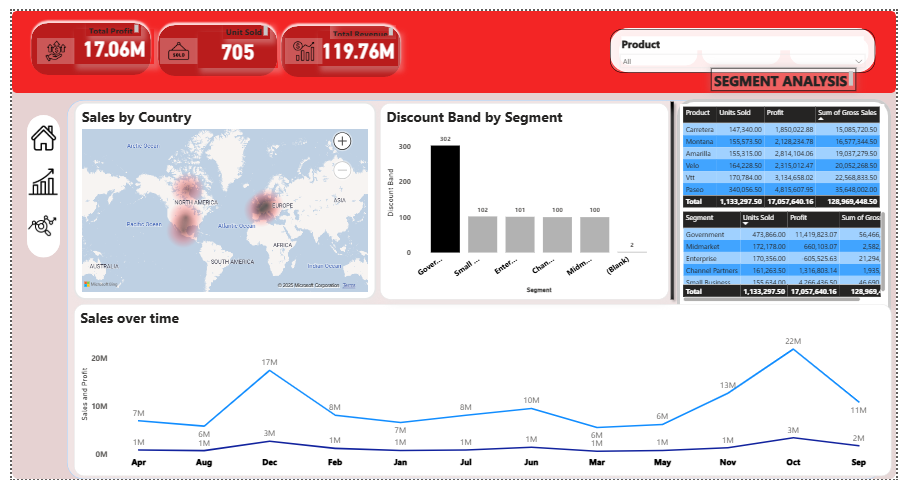 Total Profit
Unit Sold
Total Revenue
17.06M
705
119.76M
SOLD
Product
All
SEGMENT ANALYSIS
Sales by Country
Arctic Ocean
NORTH AMERICA
EUROPE
ASIA
Pacific Ocean
Atlantic Ocean
AFRICA
SOUTH AMERICA
Indian Ocean
AUSTRALIA
Microsoft Bing
© 2025 Microsoft Corporation Terms
Discount Band by Segment
Discount Band
300
200
100
0
302
102
101
100
100
2
Gover...
Small ...
Enter...
Chan...
Midm...
(Blank)
Segment
Product Units Sold Profit Sum of Gross Sales
Carretera 147,340.00 1,850,022.88 15,085,720.50
Montana 155,573.50 2,128,234.78 16,577,344.50
Amarilla 155,315.00 2,814,104.06 19,037,279.50
Velo 164,228.50 2,315,012.47 20,052,268.50
Vtt 170,784.00 3,134,658.02 22,568,833.50
Paseo 340,056.50 4,815,607.95 35,648,002.00
Total 1,133,297.50 17,057,640.16 128,969,448.50
Segment Units Sold Profit Sum of Gros
Government 473,866.00 11,419,823.07 56,466,
Midmarket 172,178.00 660,103.07 2,582,
Enterprise 170,356.00 -605,525.63 21,294,
Channel Partners 161,263.50 1,316,803.14 1,935,
Small Business 155,634.00 4,266,436.50 46,690,
Total 1,133,297.50 17,057,640.16 128,969,4
Sales over time
Sales and Profit
20M
10M
0M
7M
6M
17M
8M
7M
8M
10M
6M
6M
13M
22M
11M
1M
1M
3M
1M
1M
1M
1M
1M
1M
1M
3M
2M
Apr
Aug
Dec
Feb
Jan
Jul
Jun
Mar
May
Nov
Oct
Sep